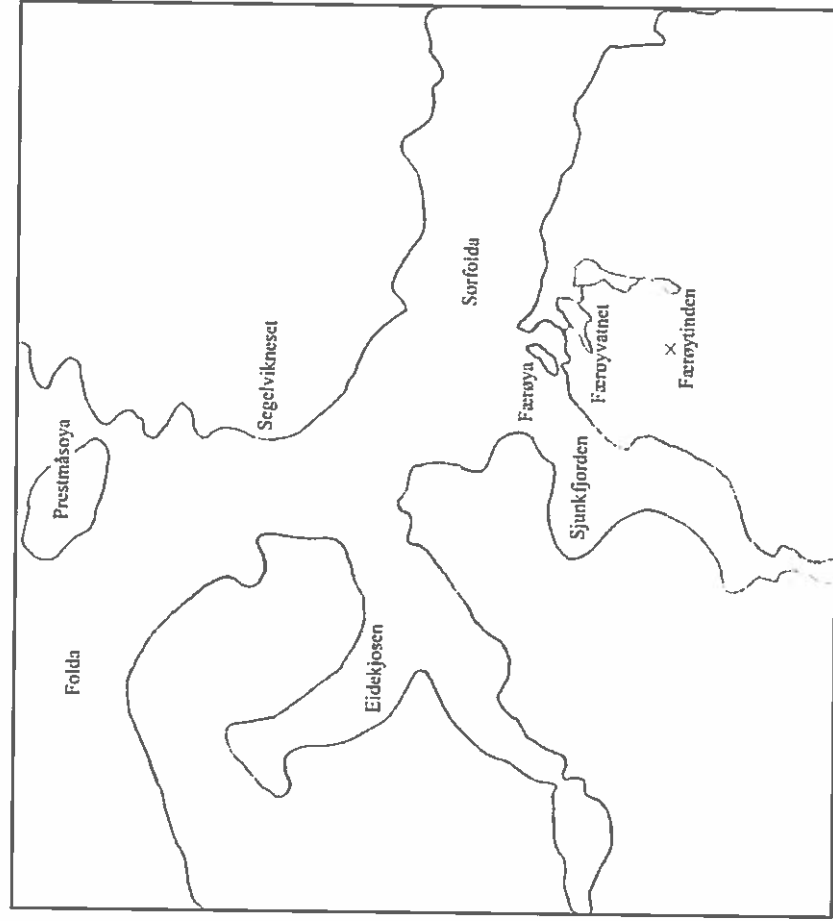 Folda
Prestmåsøya
Segelvikneset
Eidekjosen
Sørfolda
Færøya
Sjunkfjorden
Færøyvatnet
Færøytinden